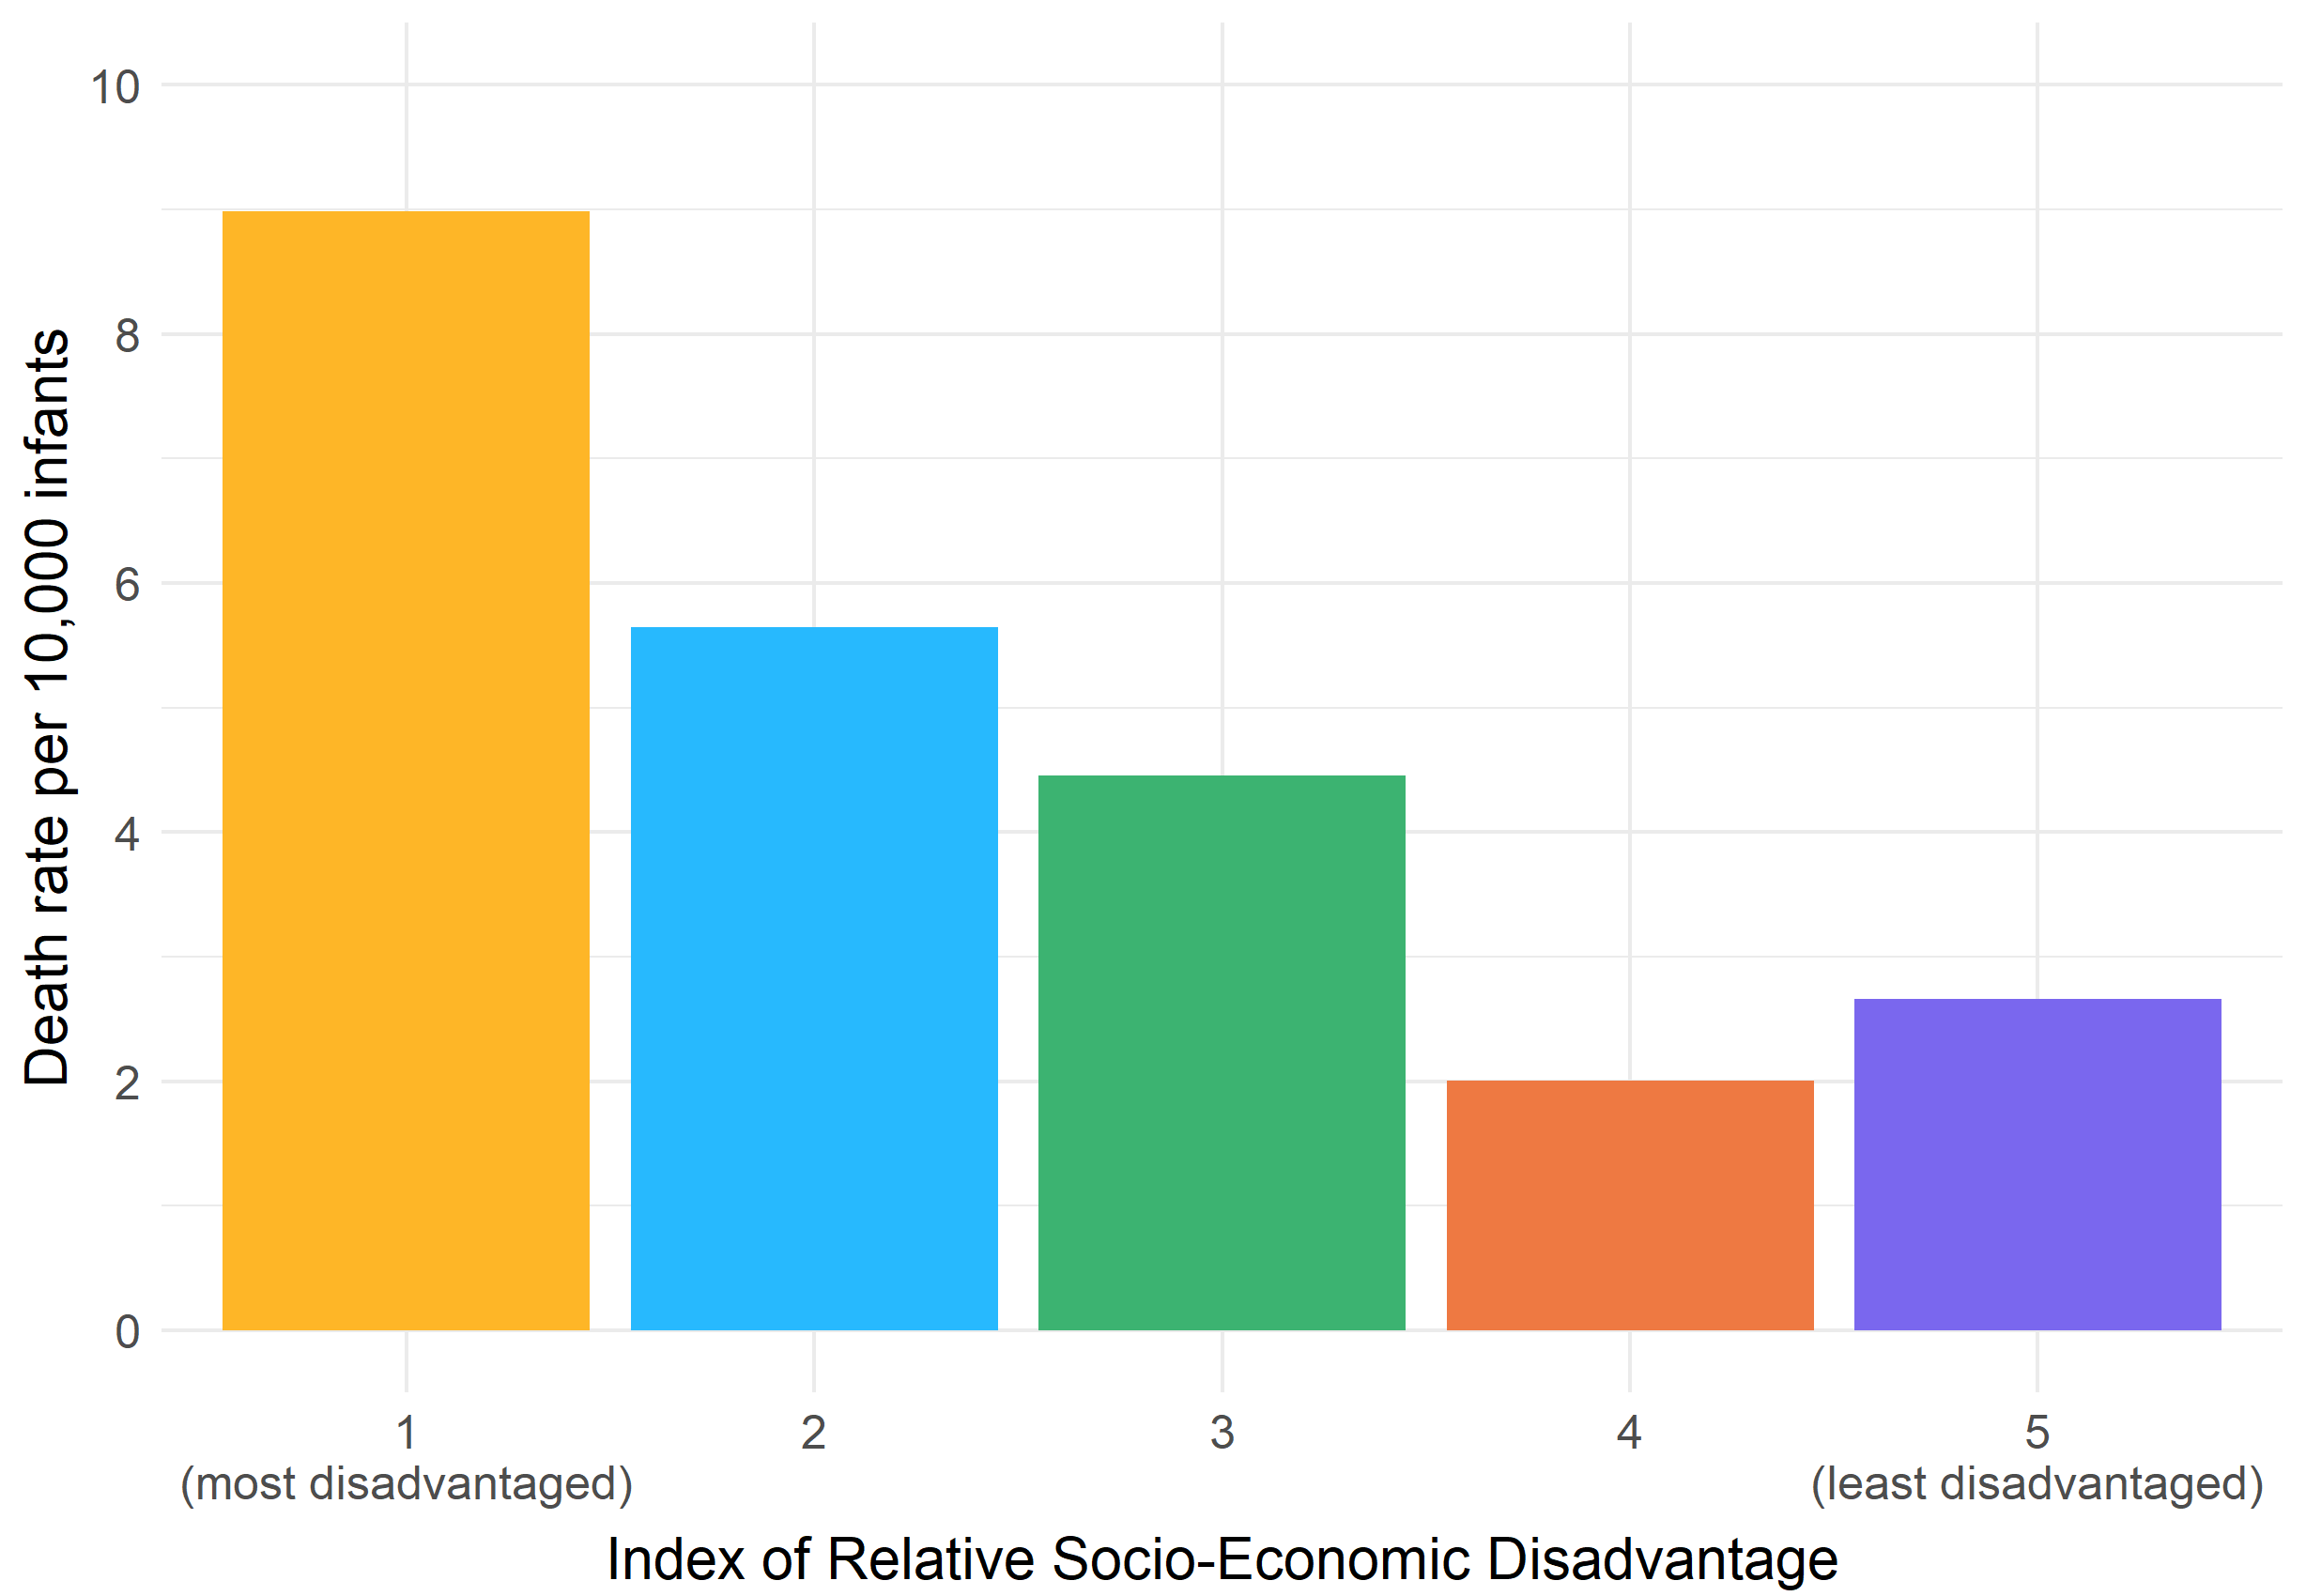 Death rate per 10,000 infants
10
8
6
4
2
0
1
2
3
4
5
(most disadvantaged)
(least disadvantaged)
Index of Relative Socio-Economic Disadvantage